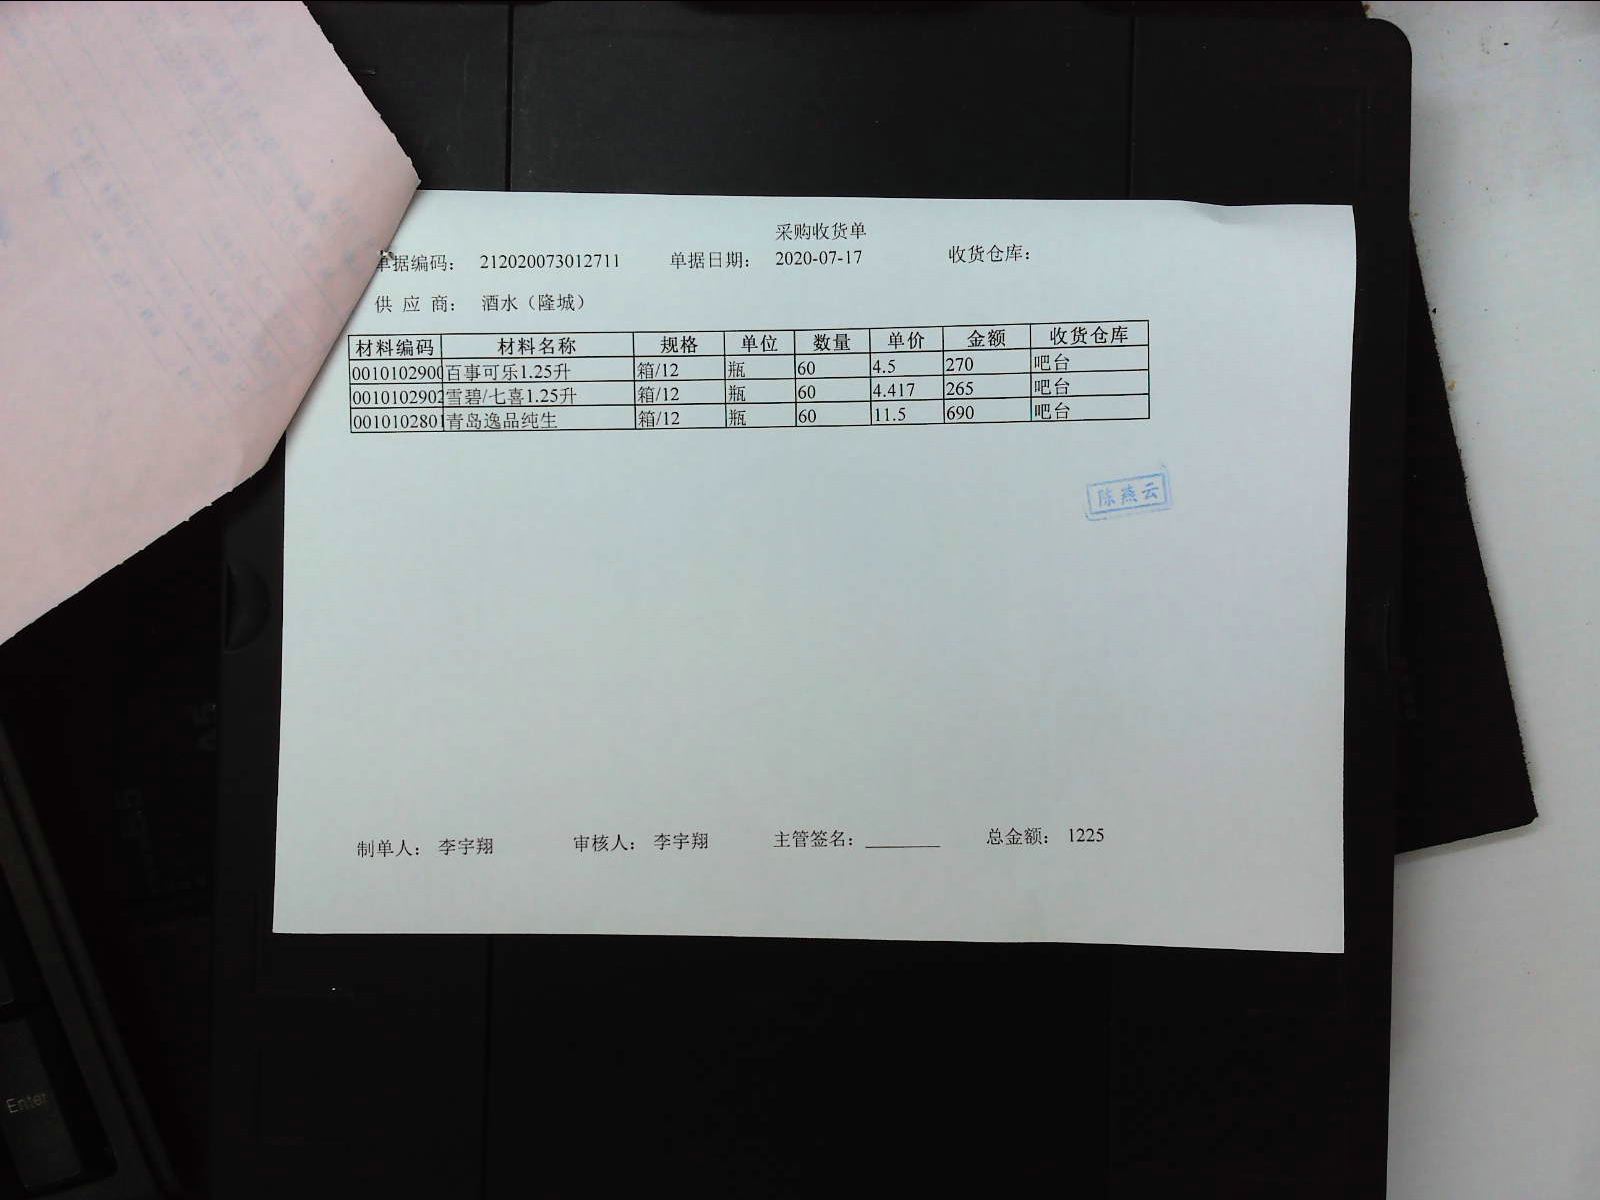 采购收货单
单据编码： 212020073012711 单据日期： 2020-07-17 收货仓库：
供 应 商： 酒水（隆城）
材料编码 材料名称 规格 单位 数量 单价 金额 收货仓库
0010102900 百事可乐1.25升 箱/12 瓶 60 4.5 270 吧台
0010102902 雪碧/七喜1.25升 箱/12 瓶 60 4.417 265 吧台
0010102801 青岛逸品纯生 箱/12 瓶 60 11.5 690 吧台
陈燕云
制单人： 李宇翔 审核人： 李宇翔 主管签名：________ 总金额： 1225
Enter